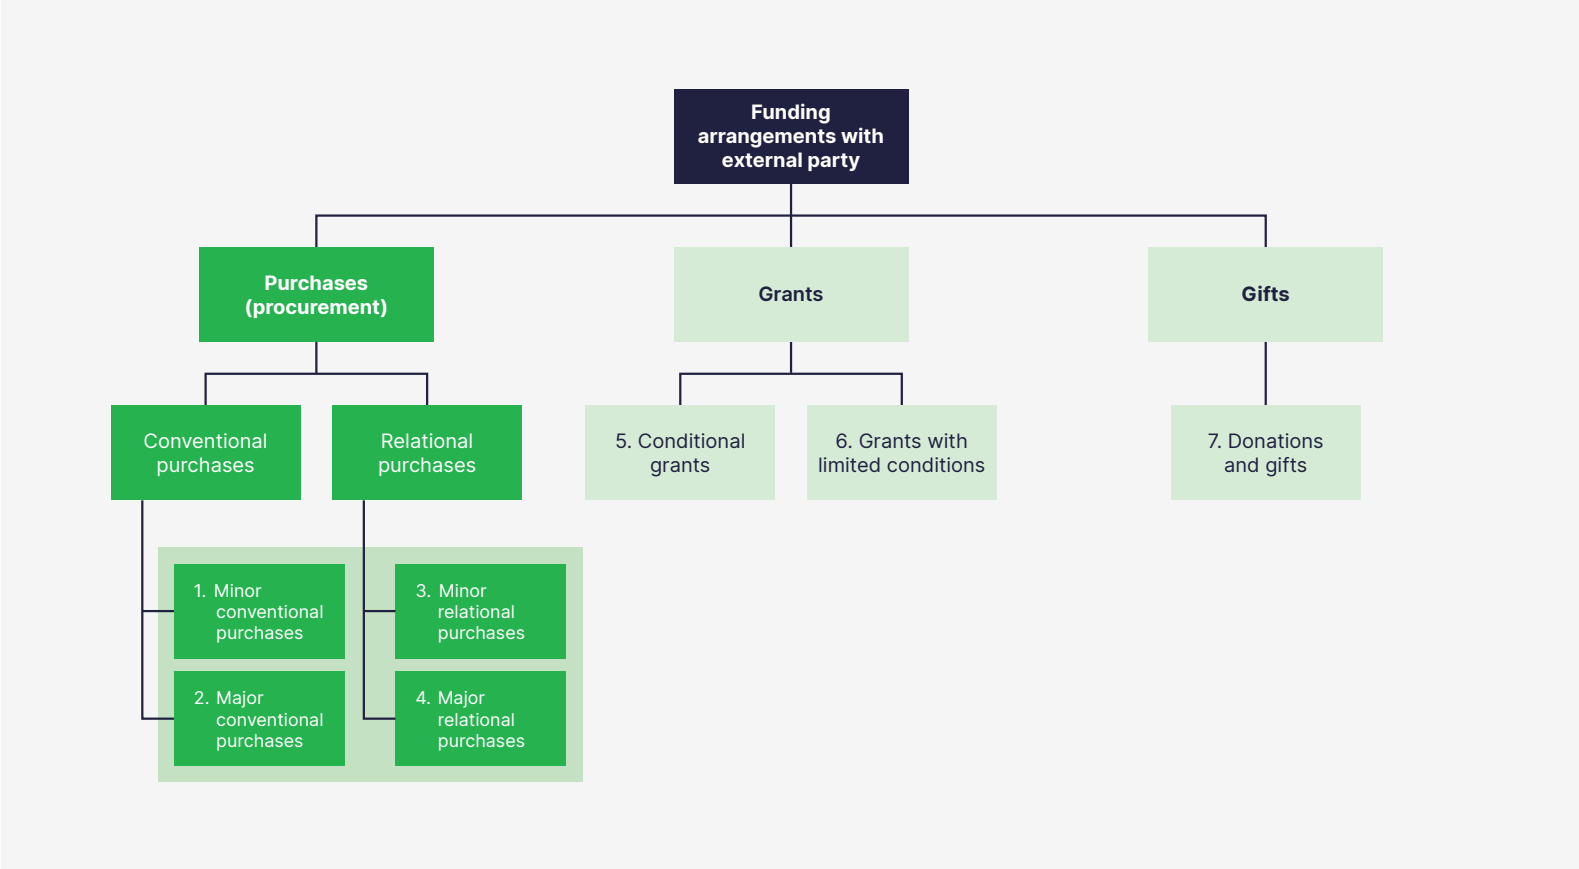 Funding
arrangements with
external party
Purchases
(procurement)
Grants
Gifts
Conventional
purchases
Relational
purchases
5. Conditional
grants
6. Grants with
limited conditions
7. Donations
and gifts
1. Minor
conventional
purchases
3. Minor
relational
purchases
2. Major
conventional
purchases
4. Major
relational
purchases